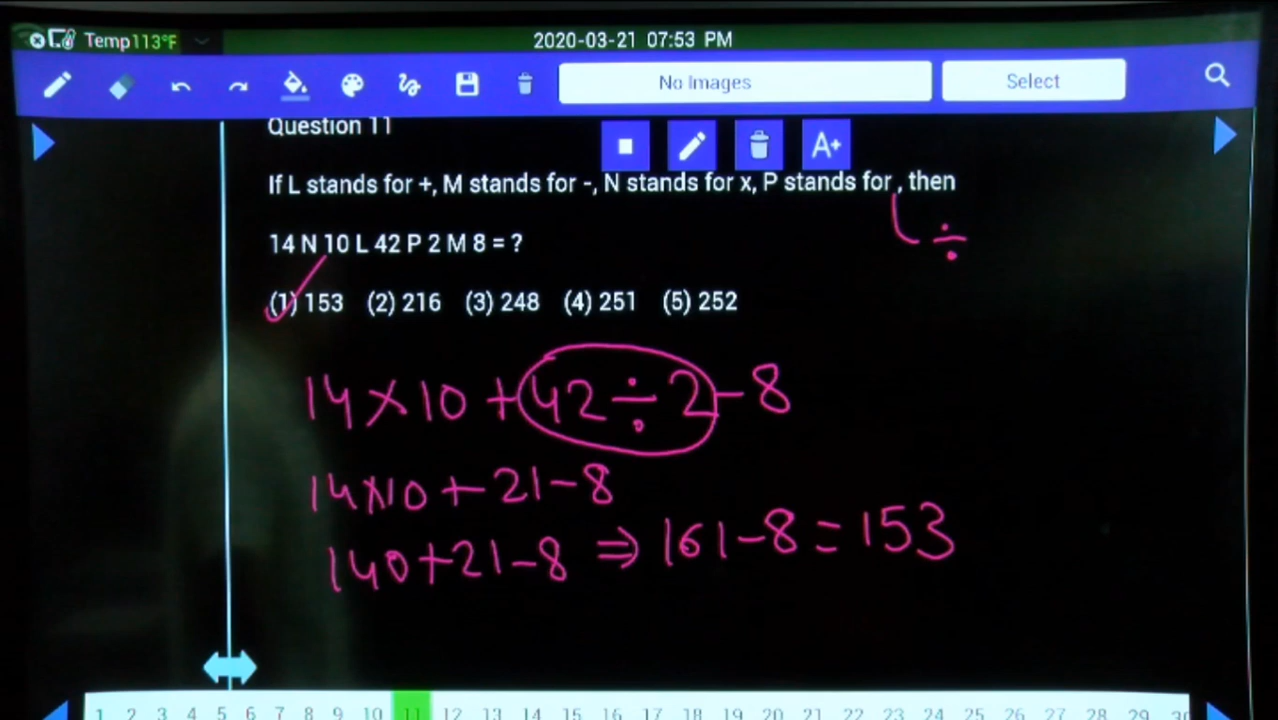 Temp113°F
2020-03-21 07:53 PM
No Images
Select
Question 11
A+
If L stands for +, M stands for -, N stands for x, P stands for , then
÷
14 N 10 L 42 P 2 M 8 = ?
(1) 153 (2) 216 (3) 248 (4) 251 (5) 252
14×10+42÷2-8
14×10+21-8
140+21-8 ⇒ 161-8=153
1 2 3 4 5 6 7 8 9 10 11 12 13 14 15 16 17 18 19 20 21 22 23 24 25 26 27 28 29 30